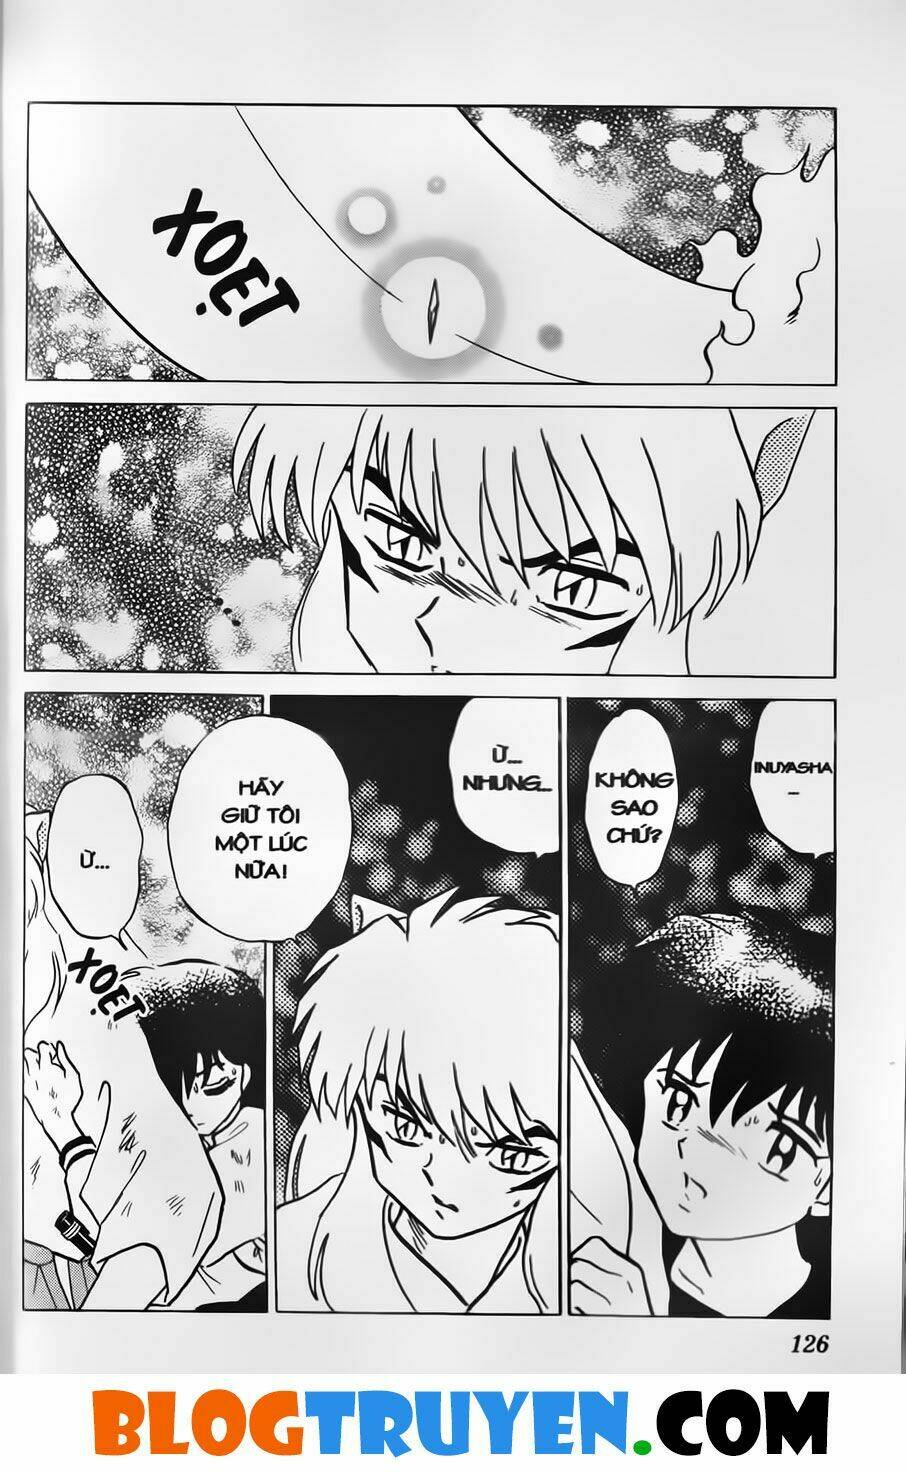 XOẸT
INUYASHA
...
KHÔNG
SAO
CHỨ?
Ừ...
NHƯNG...
HÃY
GIỮ TÔI
MỘT LÚC
NỮA!
Ừ...
XOẸT
126
BLOGTRUYEN.COM